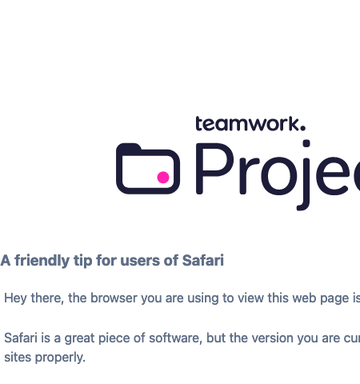 teamwork.
Projec
A friendly tip for users of Safari
Hey there, the browser you are using to view this web page is
Safari is a great piece of software, but the version you are cur
sites properly.